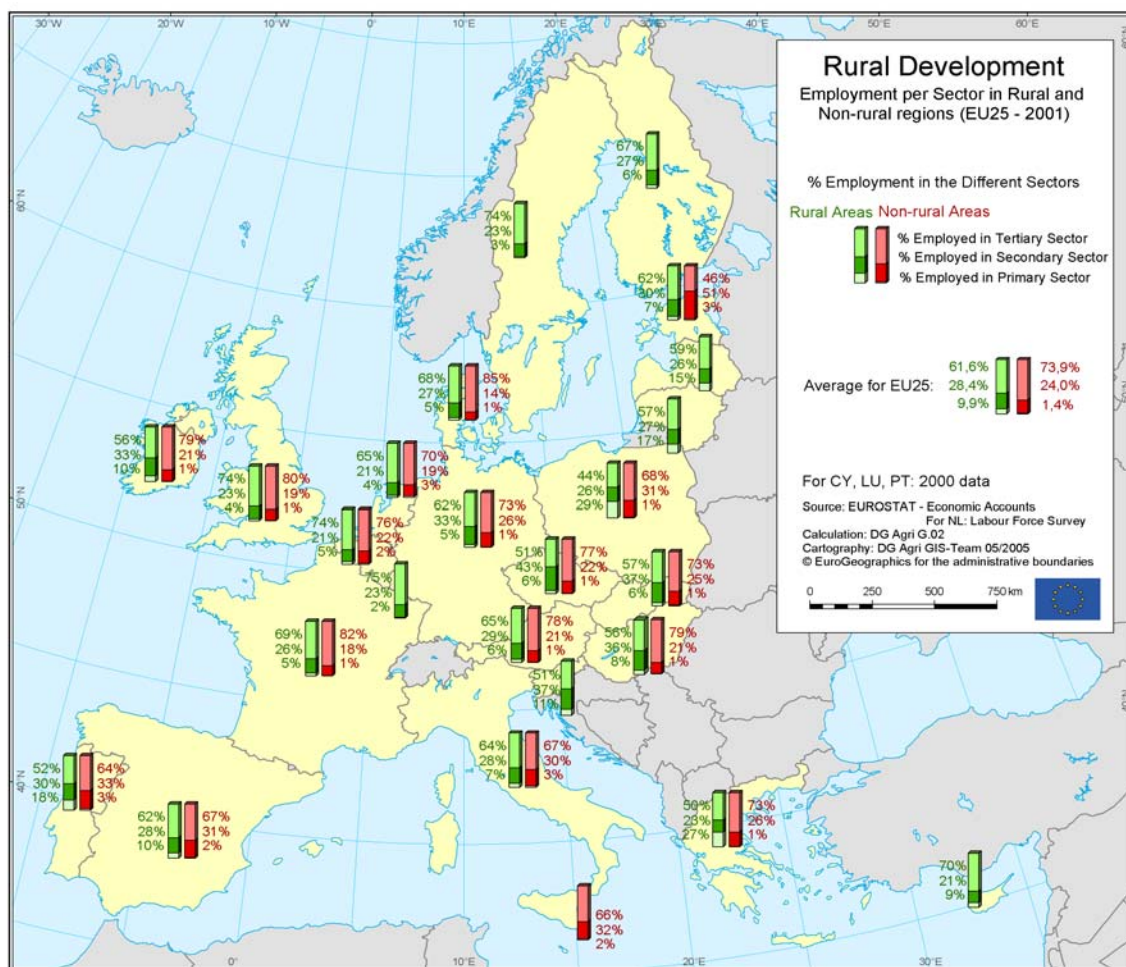 30°W
20°W
10°W
0°
10°E
20°E
30°E
40°E
50°E
60°E
60°N
50°N
40°N
Rural Development
Employment per Sector in Rural and
Non-rural regions (EU25 - 2001)
% Employment in the Different Sectors
Rural Areas Non-rural Areas
% Employed in Tertiary Sector
% Employed in Secondary Sector
% Employed in Primary Sector
Average for EU25:
61,6% 73,9%
28,4% 24,0%
9,9% 1,4%
For CY, LU, PT: 2000 data
Source: EUROSTAT - Economic Accounts
For NL: Labour Force Survey
Calculation: DG Agri G.02
Cartography: DG Agri GIS-Team 05/2005
© EuroGeographics for the administrative boundaries
0 250 500 750 km
67%
27%
6%
74%
23%
3%
62% 46%
30% 51%
7% 3%
59%
26%
15%
68% 85%
27% 14%
5% 1%
57%
27%
17%
56% 79%
33% 21%
10% 1%
74% 80%
23% 19%
4% 1%
65% 70%
21% 19%
4% 3%
62% 73%
33% 26%
5% 1%
44% 68%
26% 31%
29% 1%
74% 76%
21% 22%
5% 2%
51% 77%
43% 22%
6% 1%
57% 73%
37% 25%
6% 1%
75%
23%
2%
69% 82%
26% 18%
5% 1%
65% 78%
29% 21%
6% 1%
56% 79%
36% 21%
8% 1%
51%
37%
11%
64% 67%
28% 30%
7% 3%
52% 64%
30% 33%
18% 3%
62% 67%
28% 31%
10% 2%
50% 73%
23% 26%
27% 1%
70%
21%
9%
66%
32%
2%
40°N
0°
10°E
20°E
30°E